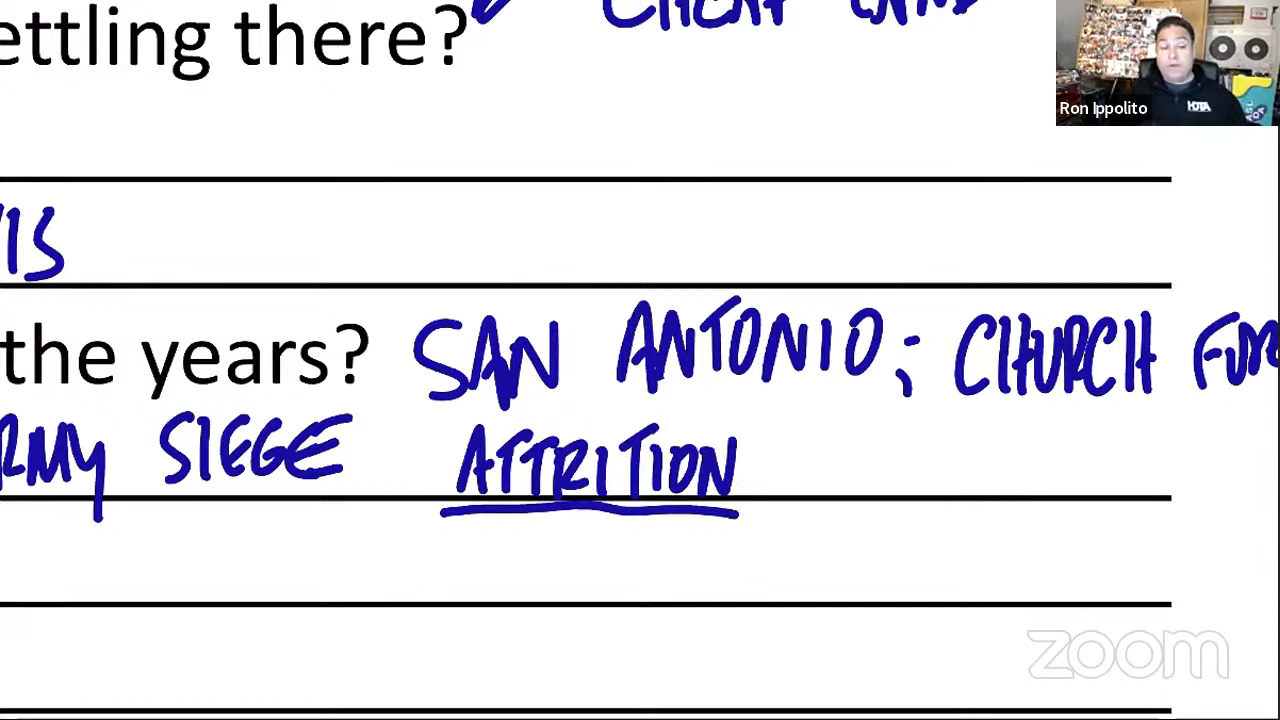 ettling there?
Ron Ippolito
IS
the years? SAN ANTONIO; CHURCH
RMY SIEGE ATTRITION
zoom